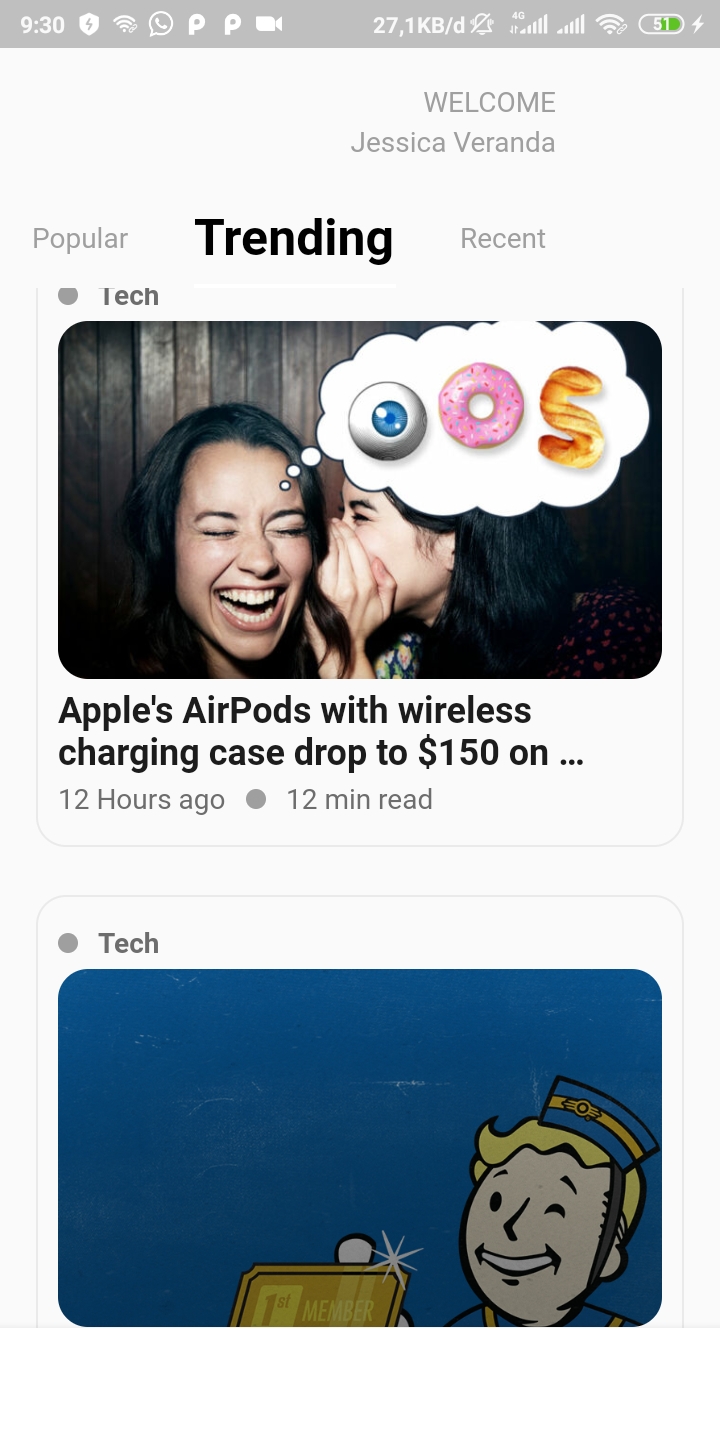 9:30 27,1KB/d 4G 51
WELCOME
Jessica Veranda
Popular Trending Recent
Tech
Apple's AirPods with wireless
charging case drop to $150 on ...
12 Hours ago 12 min read
Tech
1st MEMBER